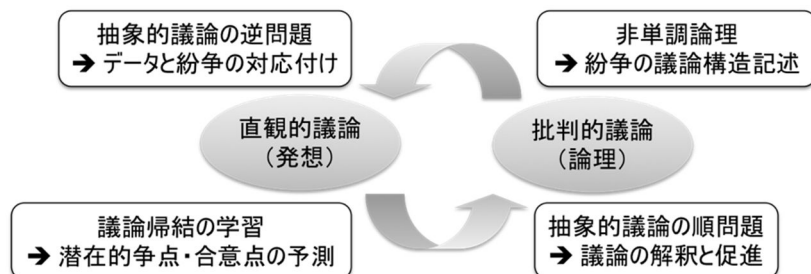 抽象的議論の逆問題
➔ データと紛争の対応付け
非単調論理
➔ 紛争の議論構造記述
直観的議論
（発想）
批判的議論
（論理）
議論帰結の学習
➔ 潜在的争点・合意点の予測
抽象的議論の順問題
➔ 議論の解釈と促進